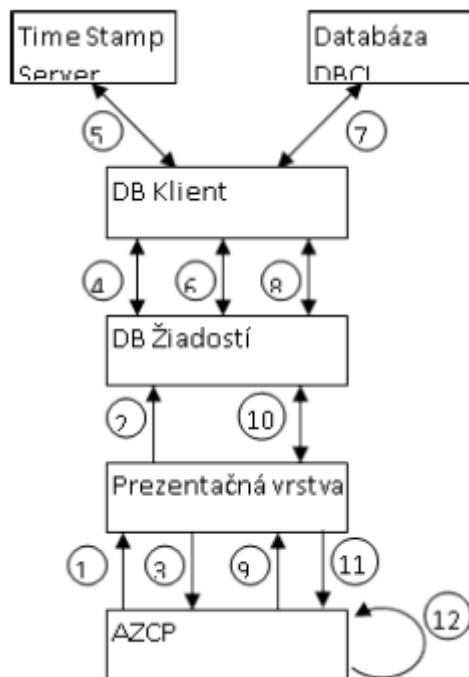 Time Stamp
Server
Databáza
DBCL
5
7
DB Klient
4
6
8
DB Žiadostí
2
10
Prezentačná vrstva
1
3
9
11
AZCP
12